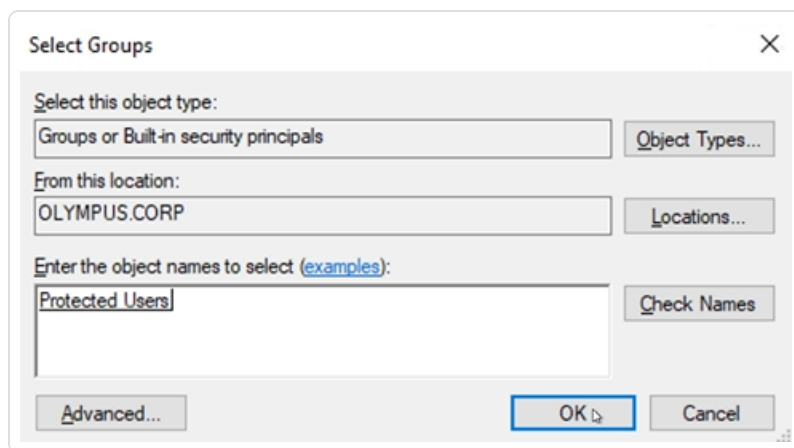 Select Groups
Select this object type:
Groups or Built-in security principals
Object Types...
From this location:
OLYMPUS.CORP
Locations...
Enter the object names to select (examples):
Protected Users
Check Names
Advanced...
OK
Cancel